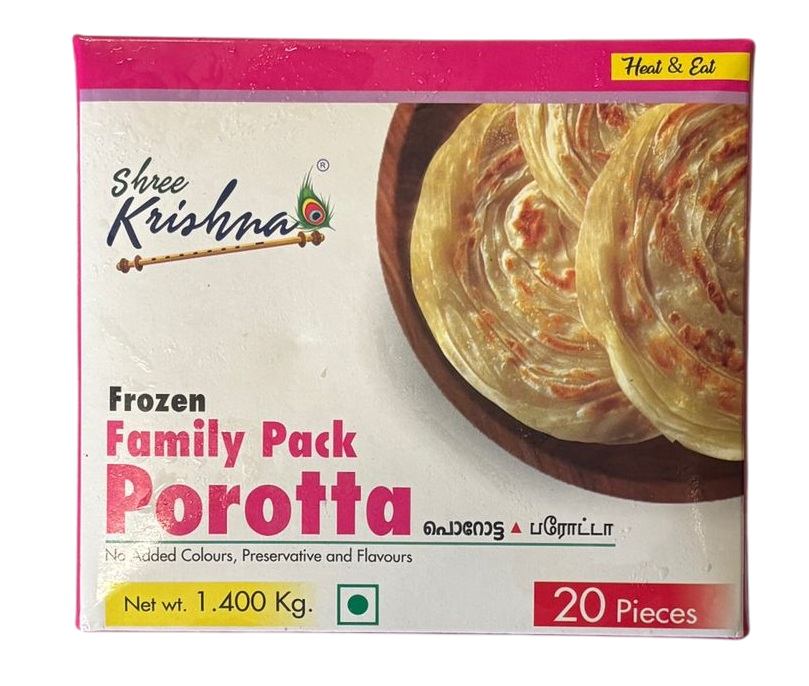 Heat & Eat
Shree
Krishna ®
Frozen
Family Pack
Porotta
പൊറോട്ട ▲ பரோட்டா
No Added Colours, Preservative and Flavours
Net wt. 1.400 Kg.
20 Pieces